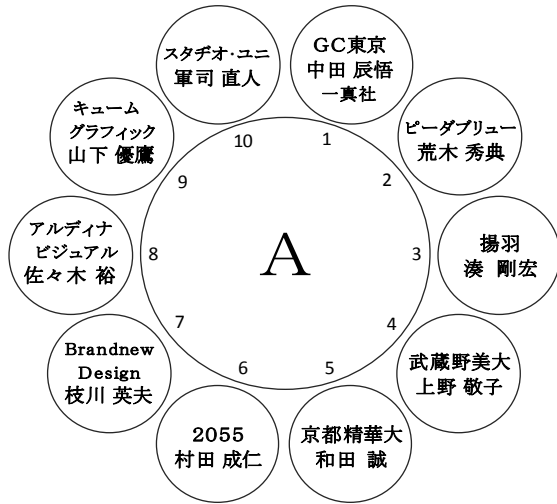 GC東京
中田 辰悟
一真社
1
ピーダブリュー
荒木 秀典
2
揚羽
湊 剛宏
3
武蔵野美大
上野 敬子
4
京都精華大
和田 誠
5
2055
村田 成仁
6
Brandnew
Design
枝川 英夫
7
アルディナ
ビジュアル
佐々木 裕
8
キューム
グラフィック
山下 優鷹
9
スタヂオ・ユニ
軍司 直人
10
A